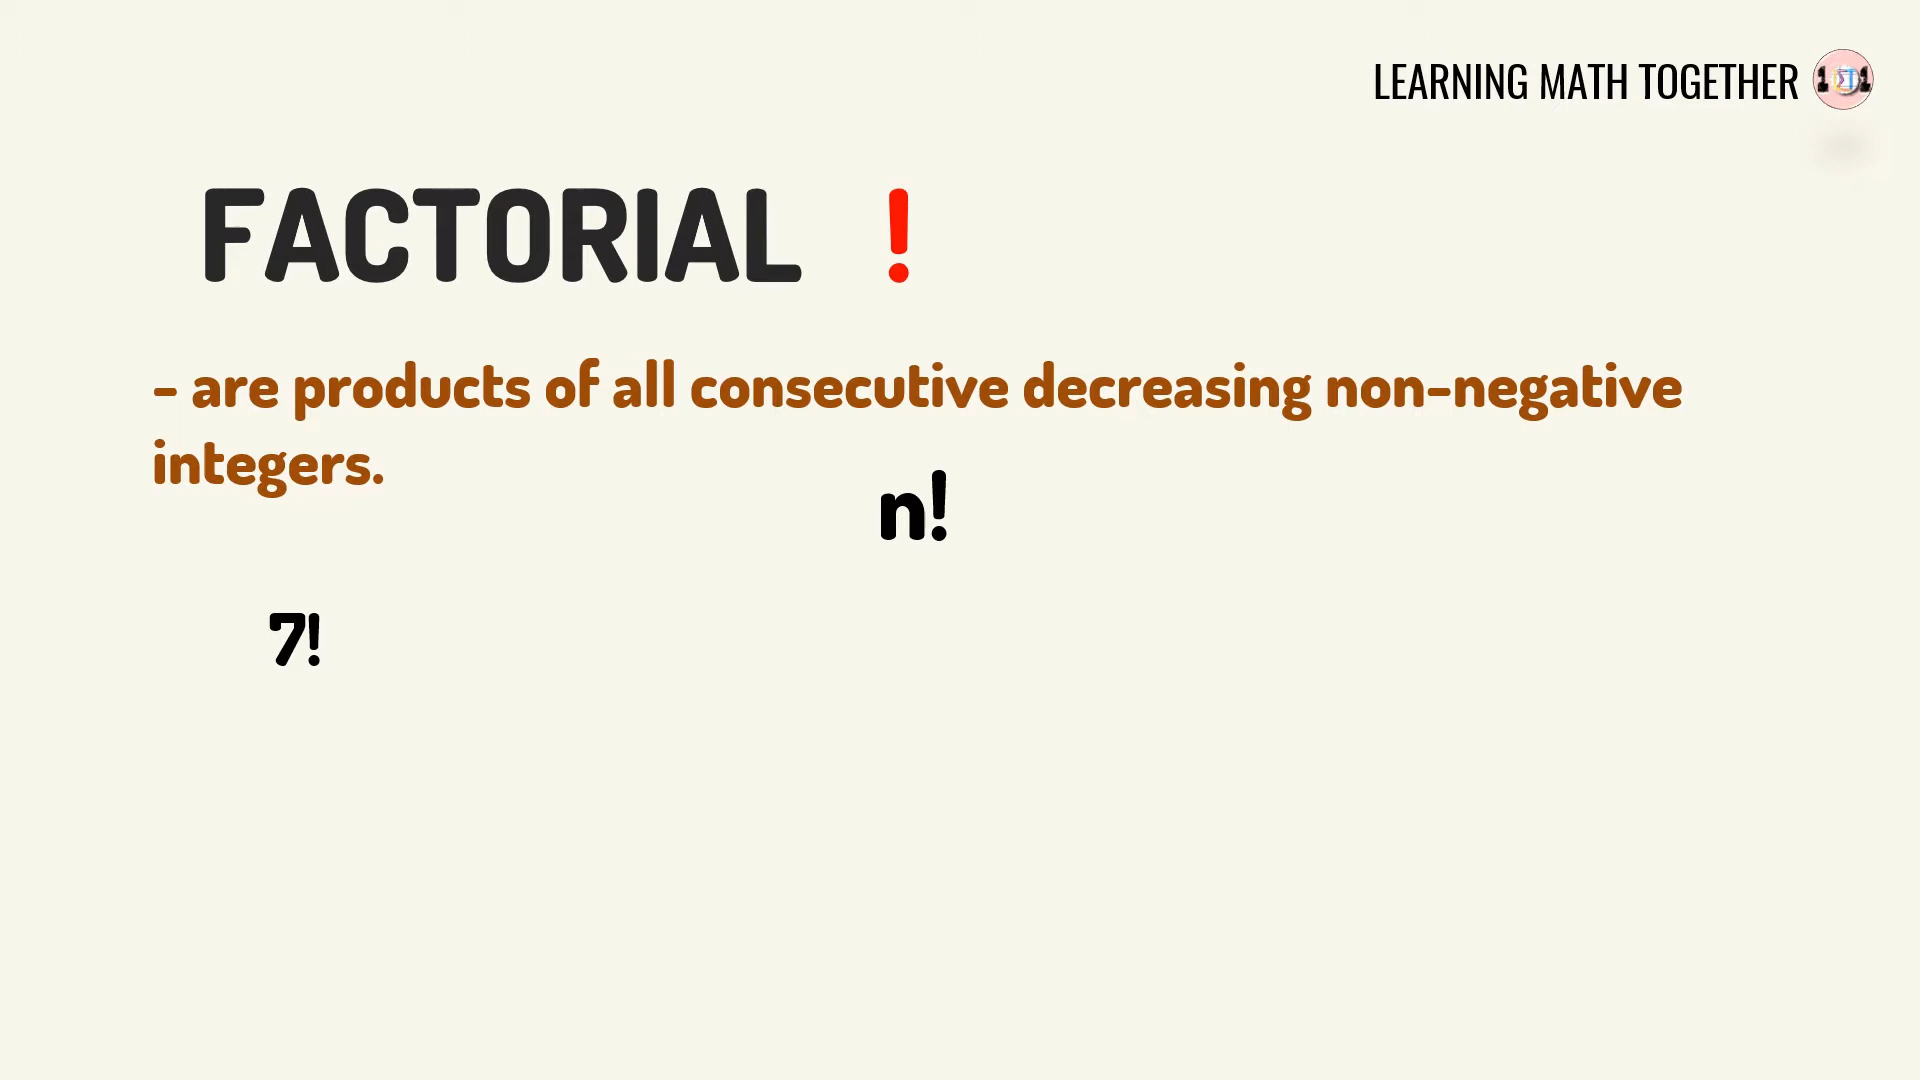 LEARNING MATH TOGETHER
FACTORIAL !
- are products of all consecutive decreasing non-negative
integers.
n!
7!